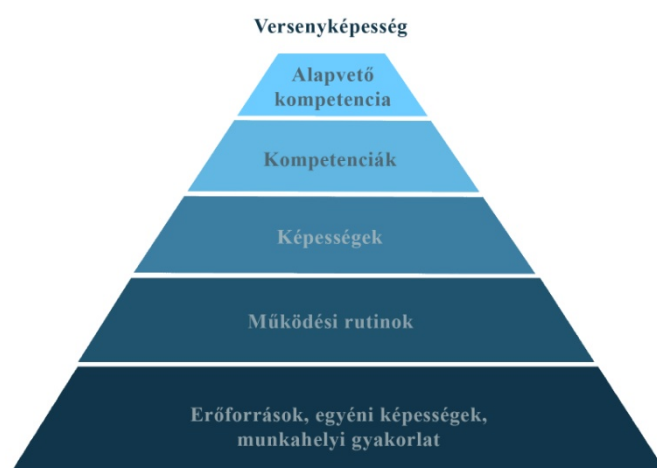 Versenyképesség
Alapvető
kompetencia
Kompetenciák
Képességek
Működési rutinok
Erőforrások, egyéni képességek,
munkahelyi gyakorlat